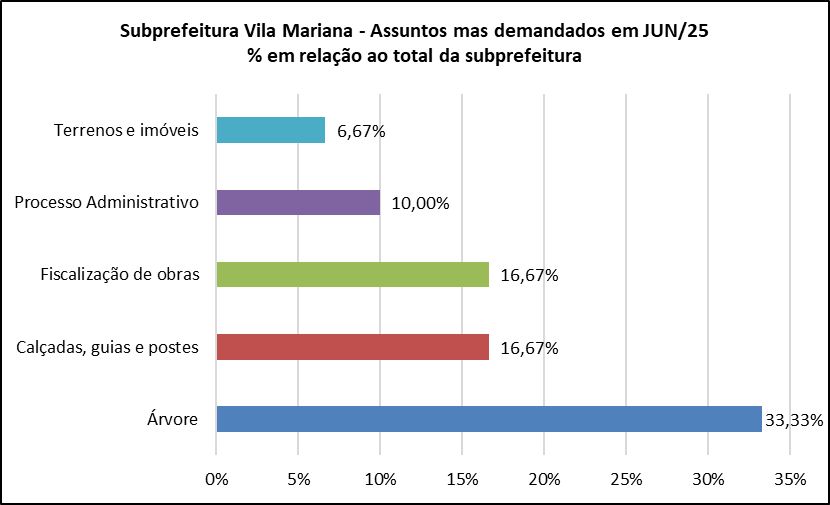 Subprefeitura Vila Mariana - Assuntos mas demandados em JUN/25
% em relação ao total da subprefeitura
Terrenos e imóveis 6,67%
Processo Administrativo 10,00%
Fiscalização de obras 16,67%
Calçadas, guias e postes 16,67%
Árvore 33,33%
0% 5% 10% 15% 20% 25% 30% 35%